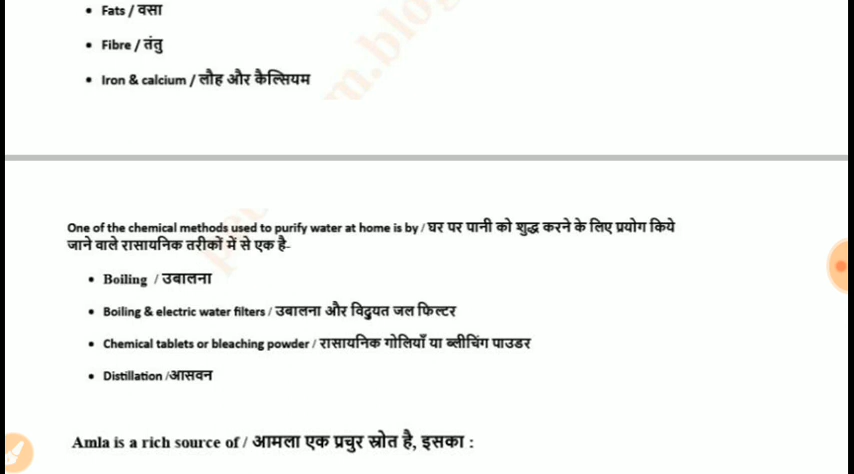 Fats / वसा
Fibre / तंतु
Iron & calcium / लौह और कैल्सियम
One of the chemical methods used to purify water at home is by / घर पर पानी को शुद्ध करने के लिए प्रयोग किये
जाने वाले रासायनिक तरीकों में से एक है-
Boiling / उबालना
Boiling & electric water filters / उबालना और विद्युयत जल फिल्टर
Chemical tablets or bleaching powder / रासायनिक गोलियाँ या ब्लीचिंग पाउडर
Distillation /आसवन
Amla is a rich source of / आमला एक प्रचुर स्रोत है, इसका :